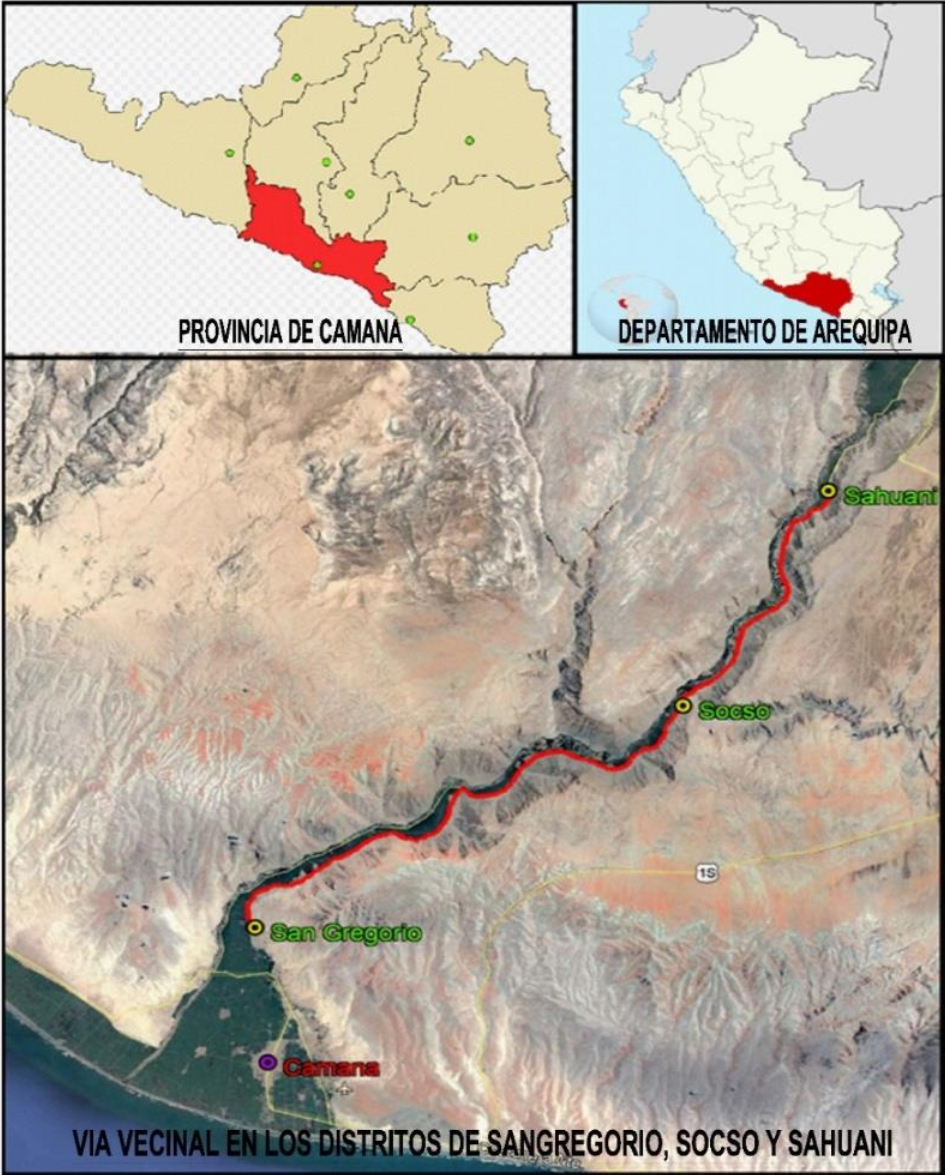 PROVINCIA DE CAMANA
DEPARTAMENTO DE AREQUIPA
Sahuani
Socso
1S
San Gregorio
Camana
VIA VECINAL EN LOS DISTRITOS DE SANGREGORIO, SOCSO Y SAHUANI